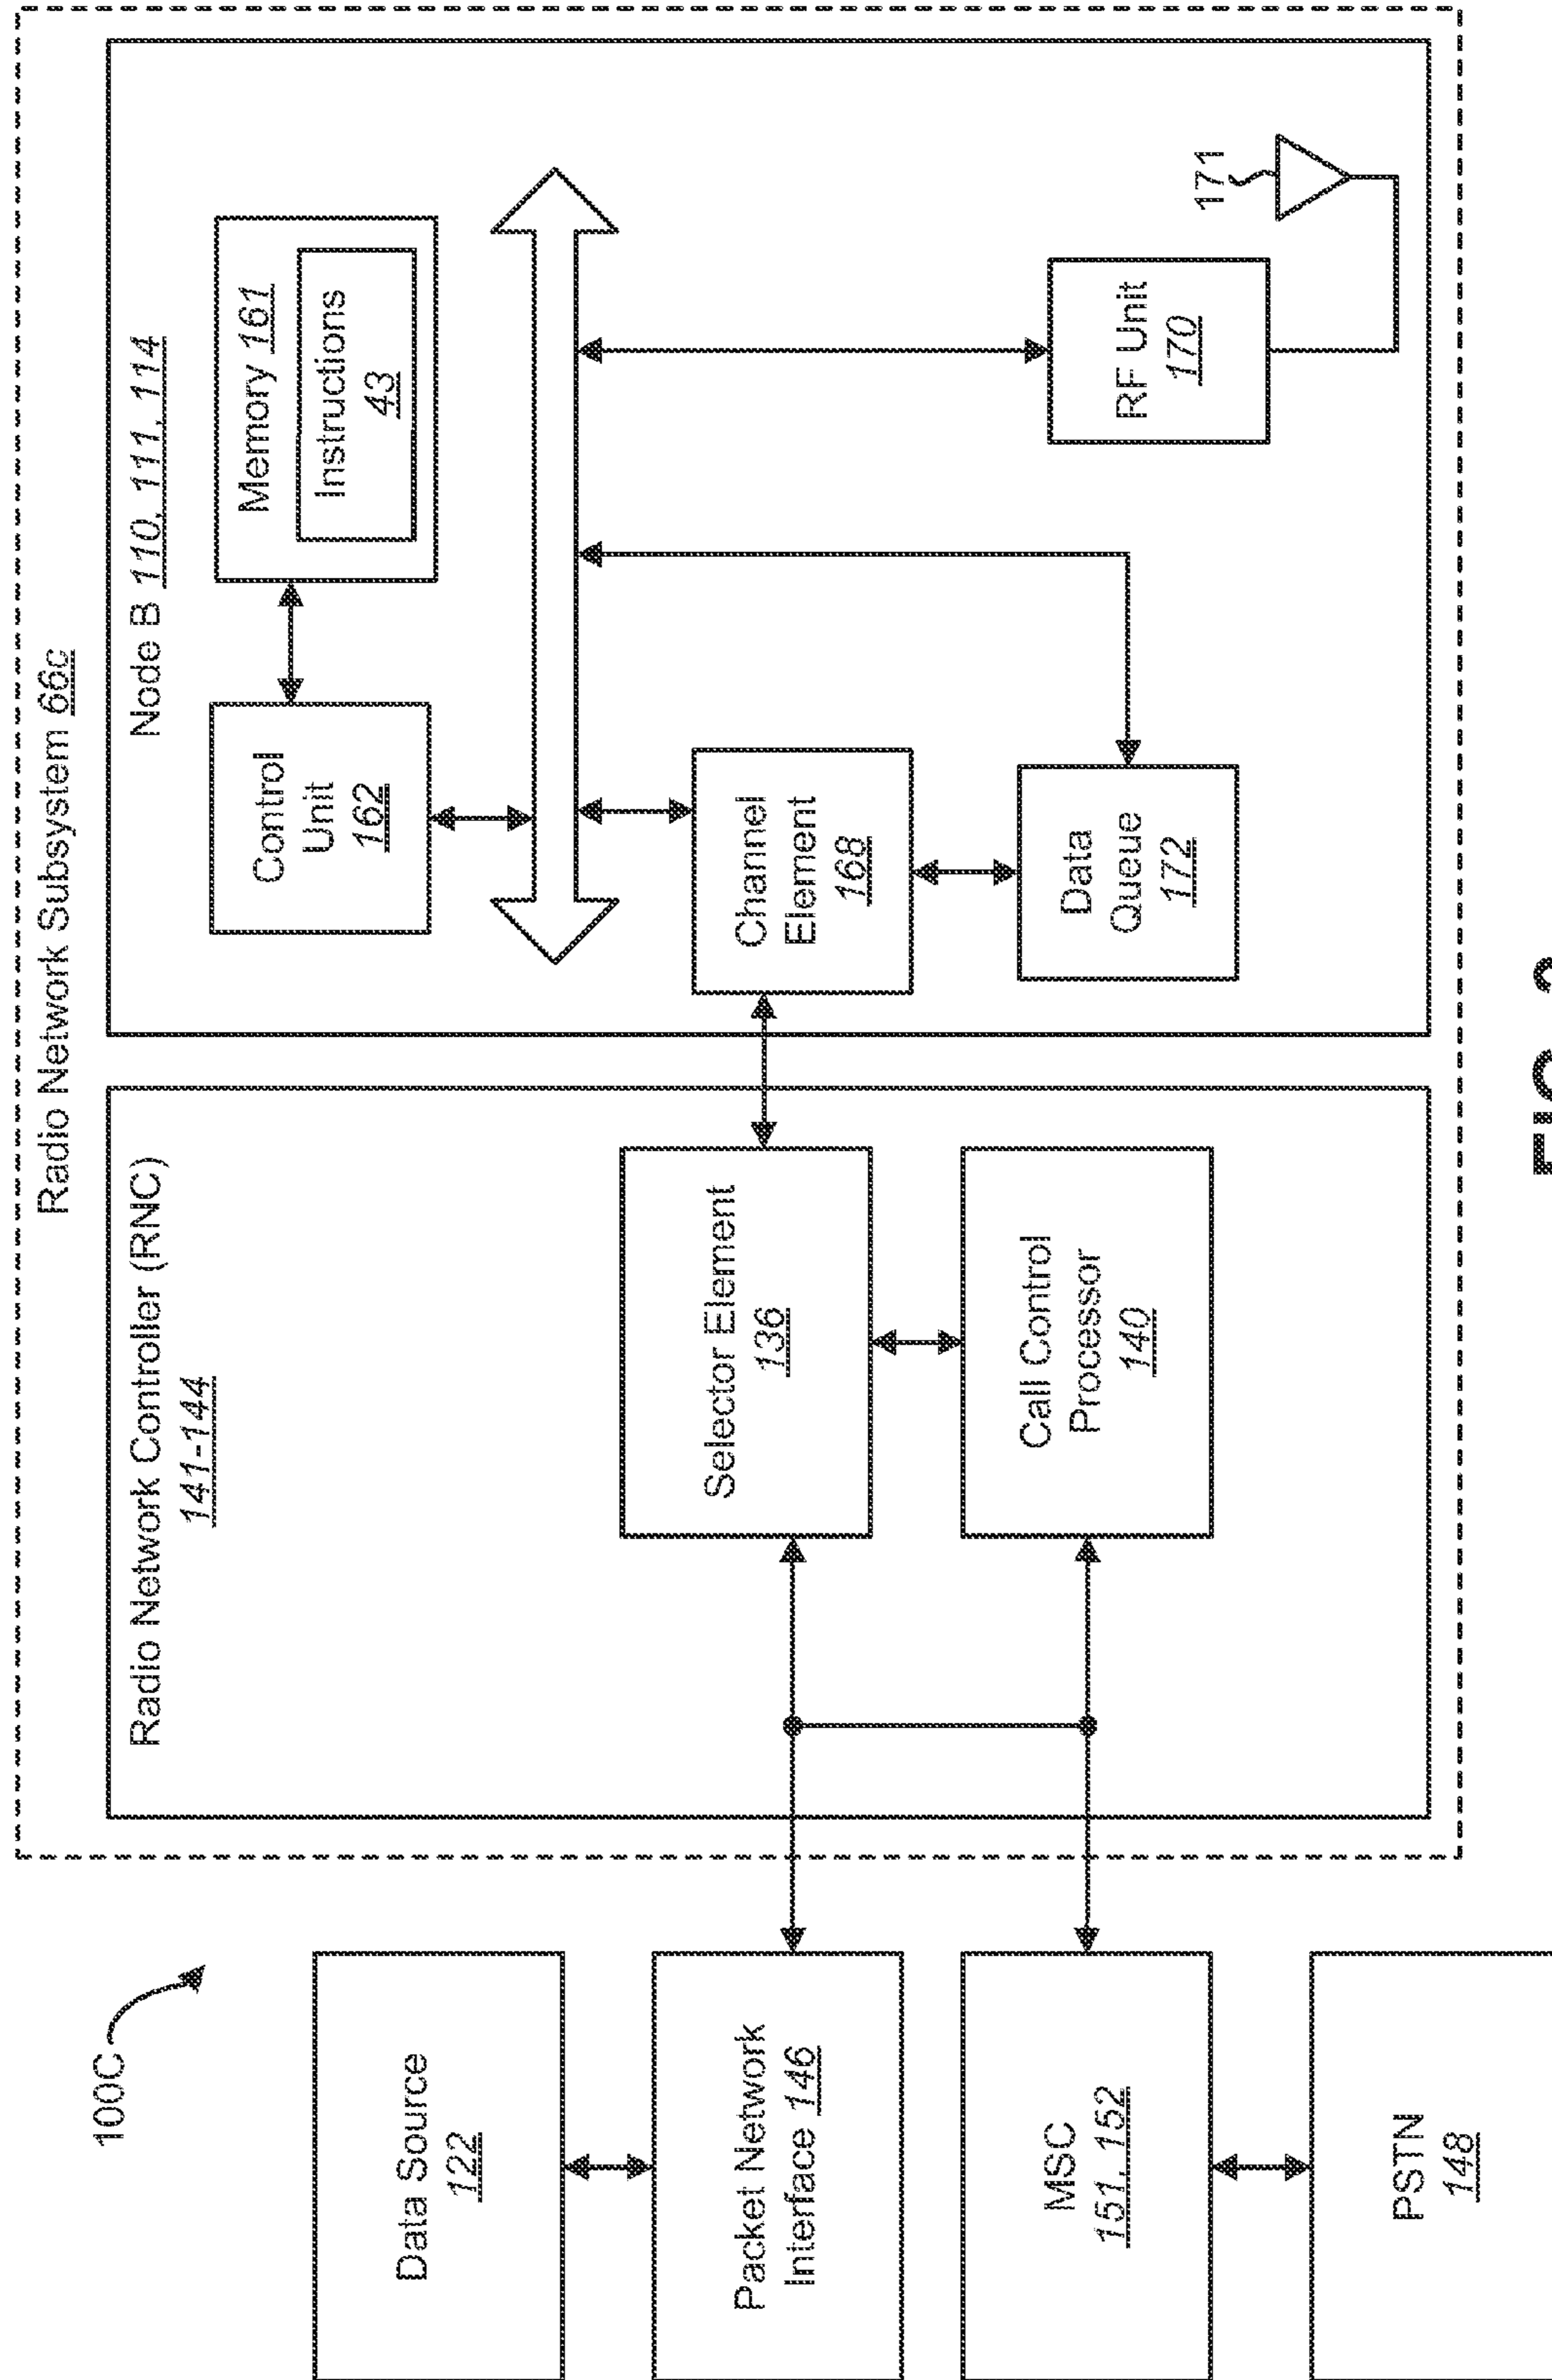 100C
Radio Network Subsystem 66c
Radio Network Controller (RNC)
141-144
Node B 110, 111, 114
Data Source
122
Packet Network
Interface 146
MSC
151, 152
PSTN
148
Selector Element
136
Call Control
Processor
140
Control
Unit
162
Memory 161
Instructions
43
Channel
Element
168
Data
Queue
172
RF Unit
170
171